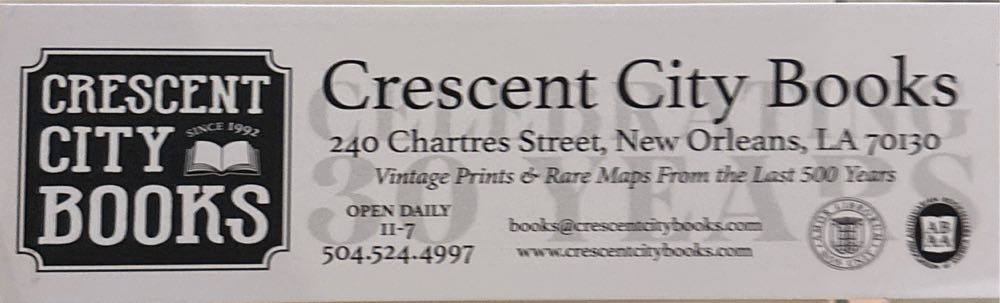 CRESCENT
CITY
SINCE 1992
BOOKS
Crescent City Books
240 Chartres Street, New Orleans, LA 70130
Vintage Prints & Rare Maps From the Last 500 Years
OPEN DAILY
11-7
504.524.4997
books@crescentcitybooks.com
www.crescentcitybooks.com
CELEBRATING
30 YEARS
AB
AA